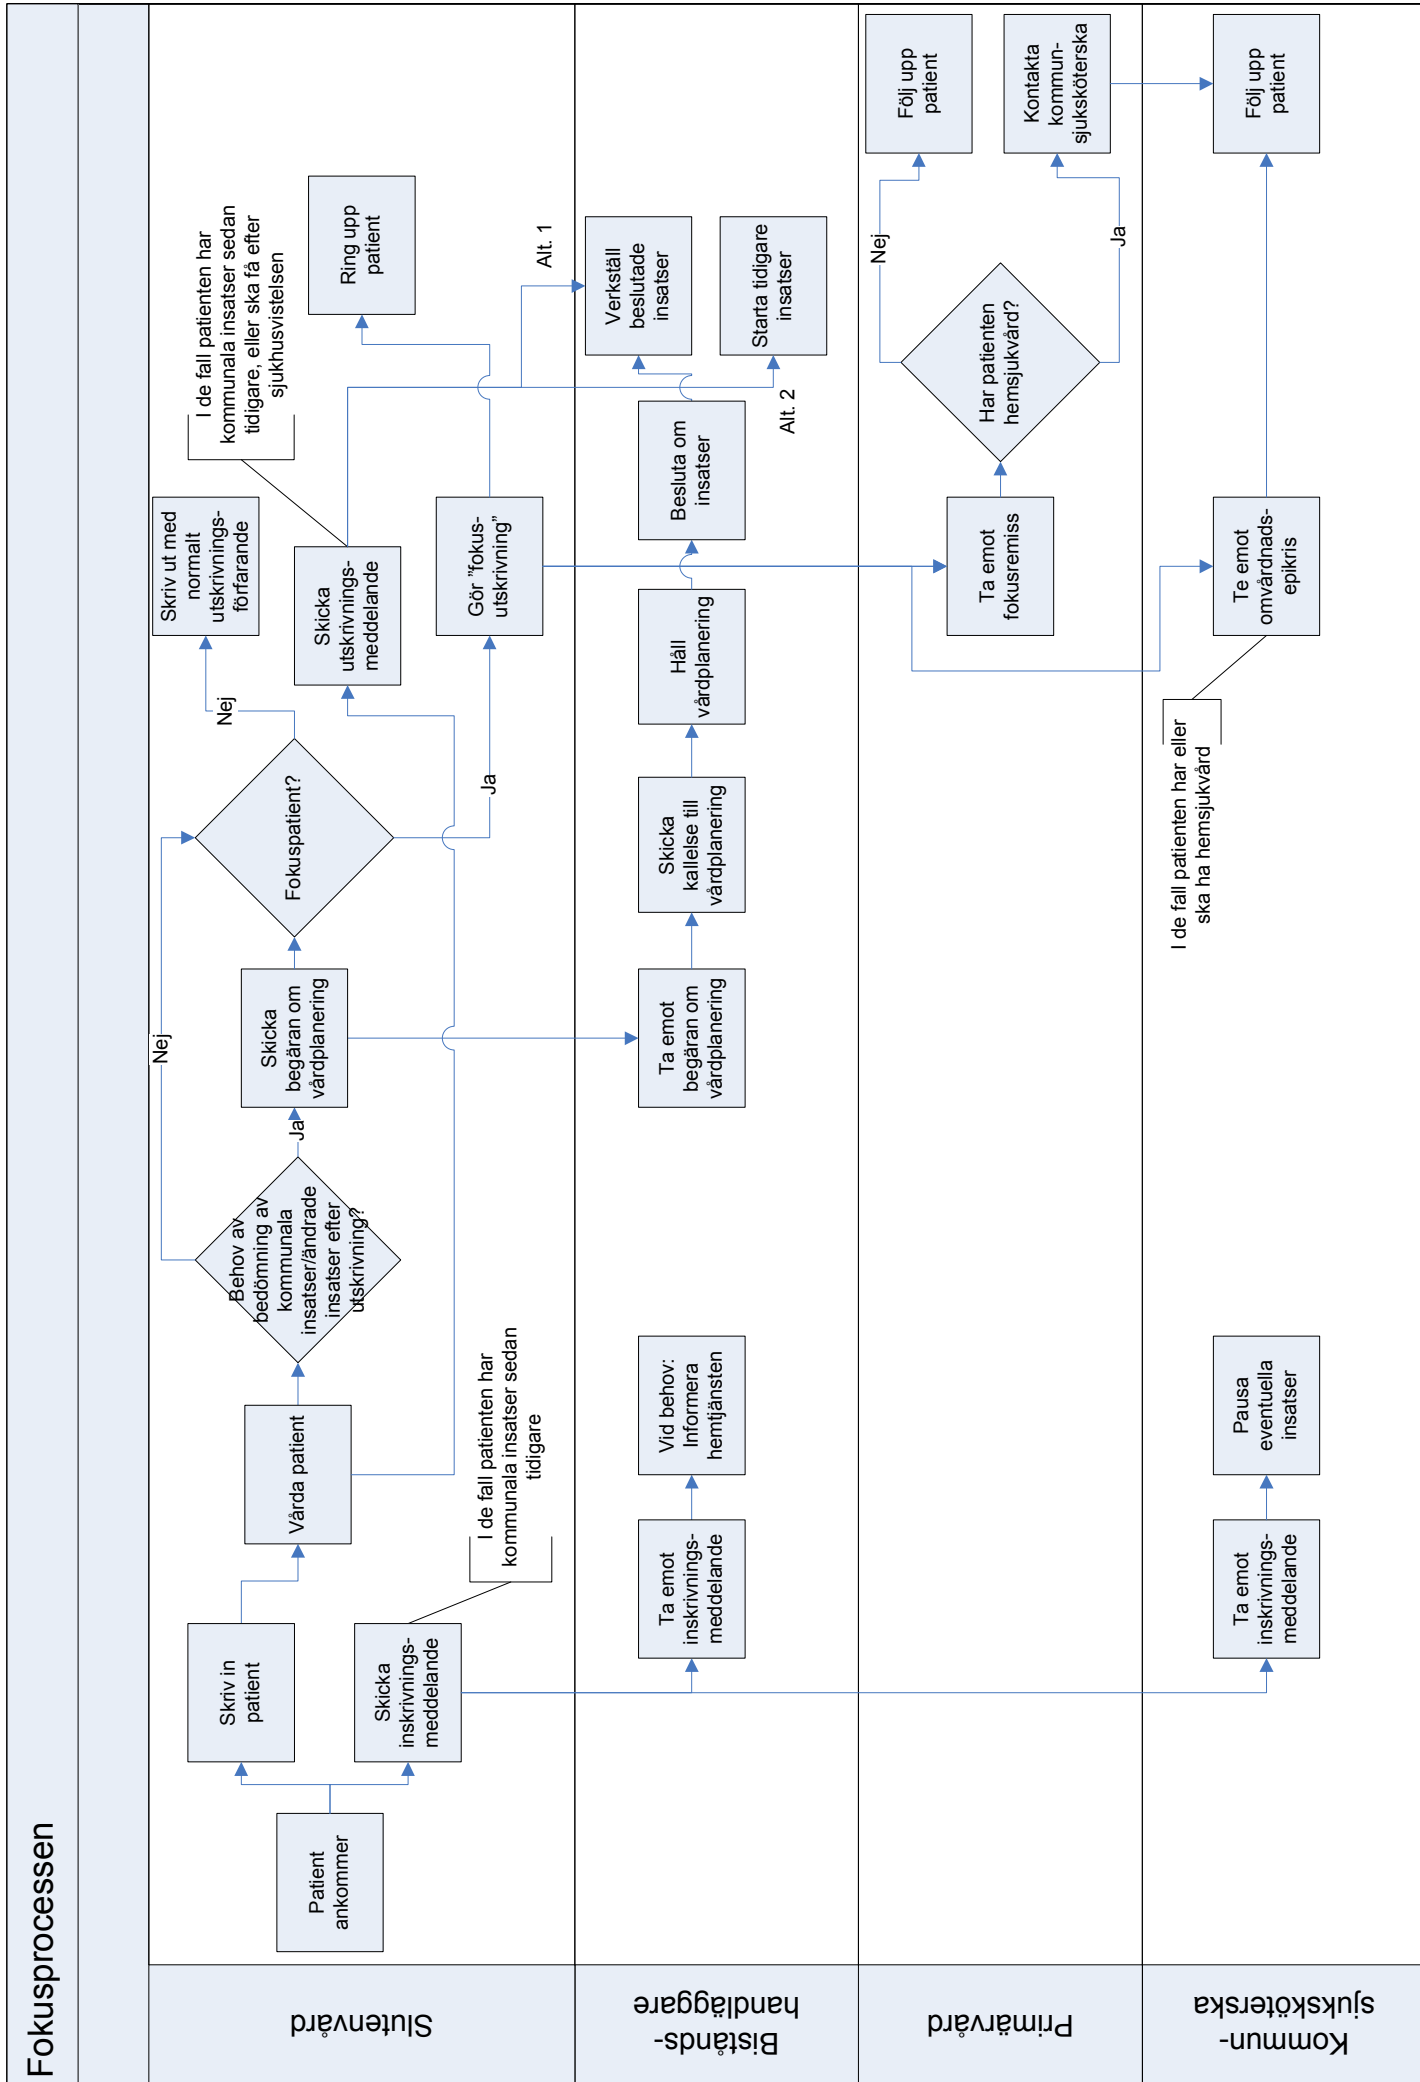 Fokusprocessen
Slutenvård
Patient
ankommer
Skriv in
patient
Skicka
inskrivnings-
meddelande
I de fall patienten har
kommunala insatser sedan
tidigare
Vårda patient
Behov av
bedömning av
kommunala
insatser/ändrade
insatser efter
utskrivning?
Nej
Ja
Skicka
begäran om
vårdplanering
Fokuspatient?
Nej
Ja
Skriv ut med
normalt
utskrivnings-
förfarande
Skicka
utskrivnings-
meddelande
I de fall patienten har
kommunala insatser sedan
tidigare, eller ska få efter
sjukhusvistelsen
Gör ”fokus-
utskrivning”
Ring upp
patient
Alt. 1
Bistånds-
handläggare
Ta emot
inskrivnings-
meddelande
Vid behov:
Informera
hemtjänsten
Ta emot
begäran om
vårdplanering
Skicka
kallelse till
vårdplanering
Håll
vårdplanering
Besluta om
insatser
Verkställ
beslutade
insatser
Alt. 2
Starta tidigare
insatser
Primärvård
Ta emot
fokusremiss
Har patienten
hemsjukvård?
Nej
Ja
Följ upp
patient
Kontakta
kommun-
sjuksköterska
Kommun-
sjuksköterska
Ta emot
inskrivnings-
meddelande
Pausa
eventuella
insatser
I de fall patienten har eller
ska ha hemsjukvård
Te emot
omvårdnads-
epikris
Följ upp
patient